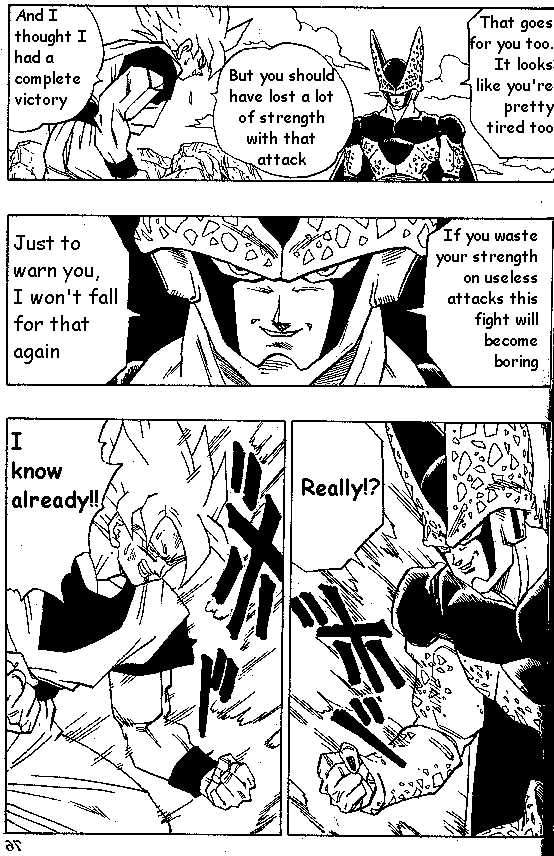 And I
thought I
had a
complete
victory
But you should
have lost a lot
of strength
with that
attack
That goes
for you too.
It looks
like you're
pretty
tired too
Just to
warn you,
I won't fall
for that
again
If you waste
your strength
on useless
attacks this
fight will
become
boring
I
know
already!!
Really!?
76